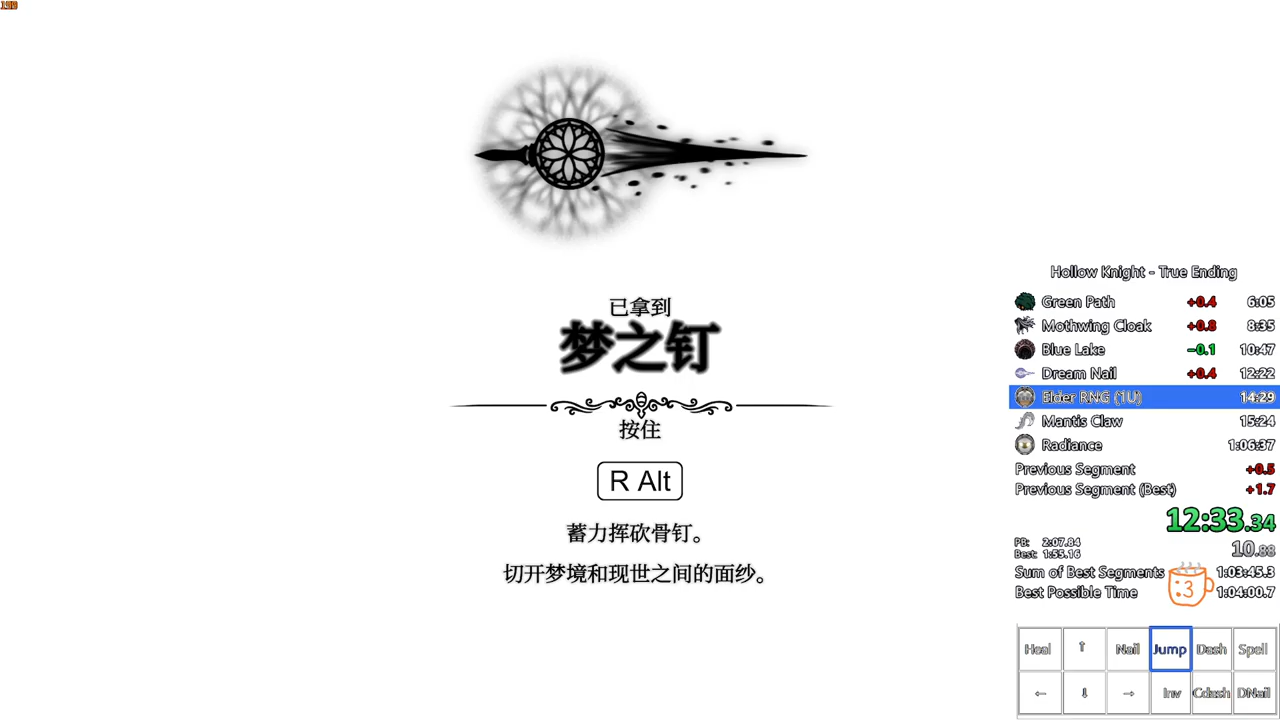 已拿到
梦之钉
按住
R Alt
蓄力挥砍骨钉。
切开梦境和现世之间的面纱。
Hollow Knight - True Ending
Green Path +0.4 6:05
Mothwing Cloak +0.8 8:35
Blue Lake −0.1 10:47
Dream Nail +0.4 12:22
Elder RNG (1U) 14:29
Mantis Claw 15:24
Radiance 1:06:37
Previous Segment +0.5
Previous Segment (Best) +1.7
12:33.34
PB: 2:07.84
Best: 1:55.16
10.88
Sum of Best Segments 1:03:45.3
Best Possible Time 1:04:00.7
Heal ↑ Nail Jump Dash Spell
← ↓ → Inv Cdash DNail